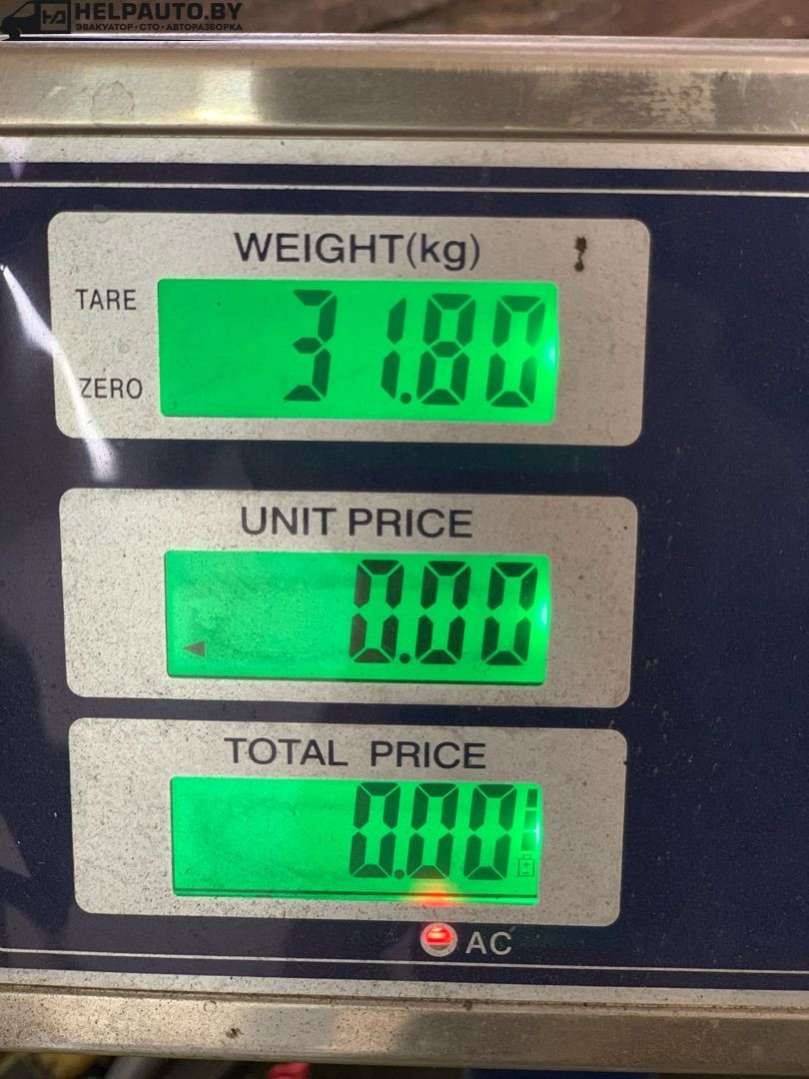 HELPAUTO.BY
ЭВАКУАТОР · СТО · АВТОРАЗБОРКА
WEIGHT(kg)
TARE
31.80
ZERO
UNIT PRICE
0.00
TOTAL PRICE
0.00
AC